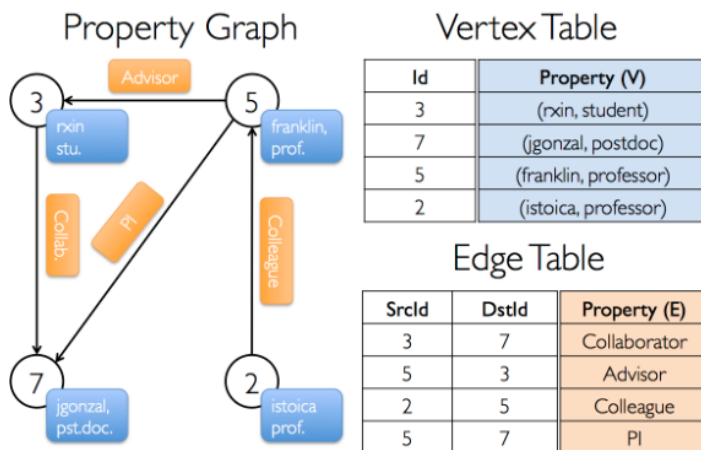 Property Graph
Advisor
3
rxin
stu.
5
franklin,
prof.
Collab.
PI
Colleague
7
jgonzal,
pst.doc.
2
istoica
prof.
Vertex Table
Id Property (V)
3 (rxin, student)
7 (jgonzal, postdoc)
5 (franklin, professor)
2 (istoica, professor)
Edge Table
SrcId DstId Property (E)
3 7 Collaborator
5 3 Advisor
2 5 Colleague
5 7 PI